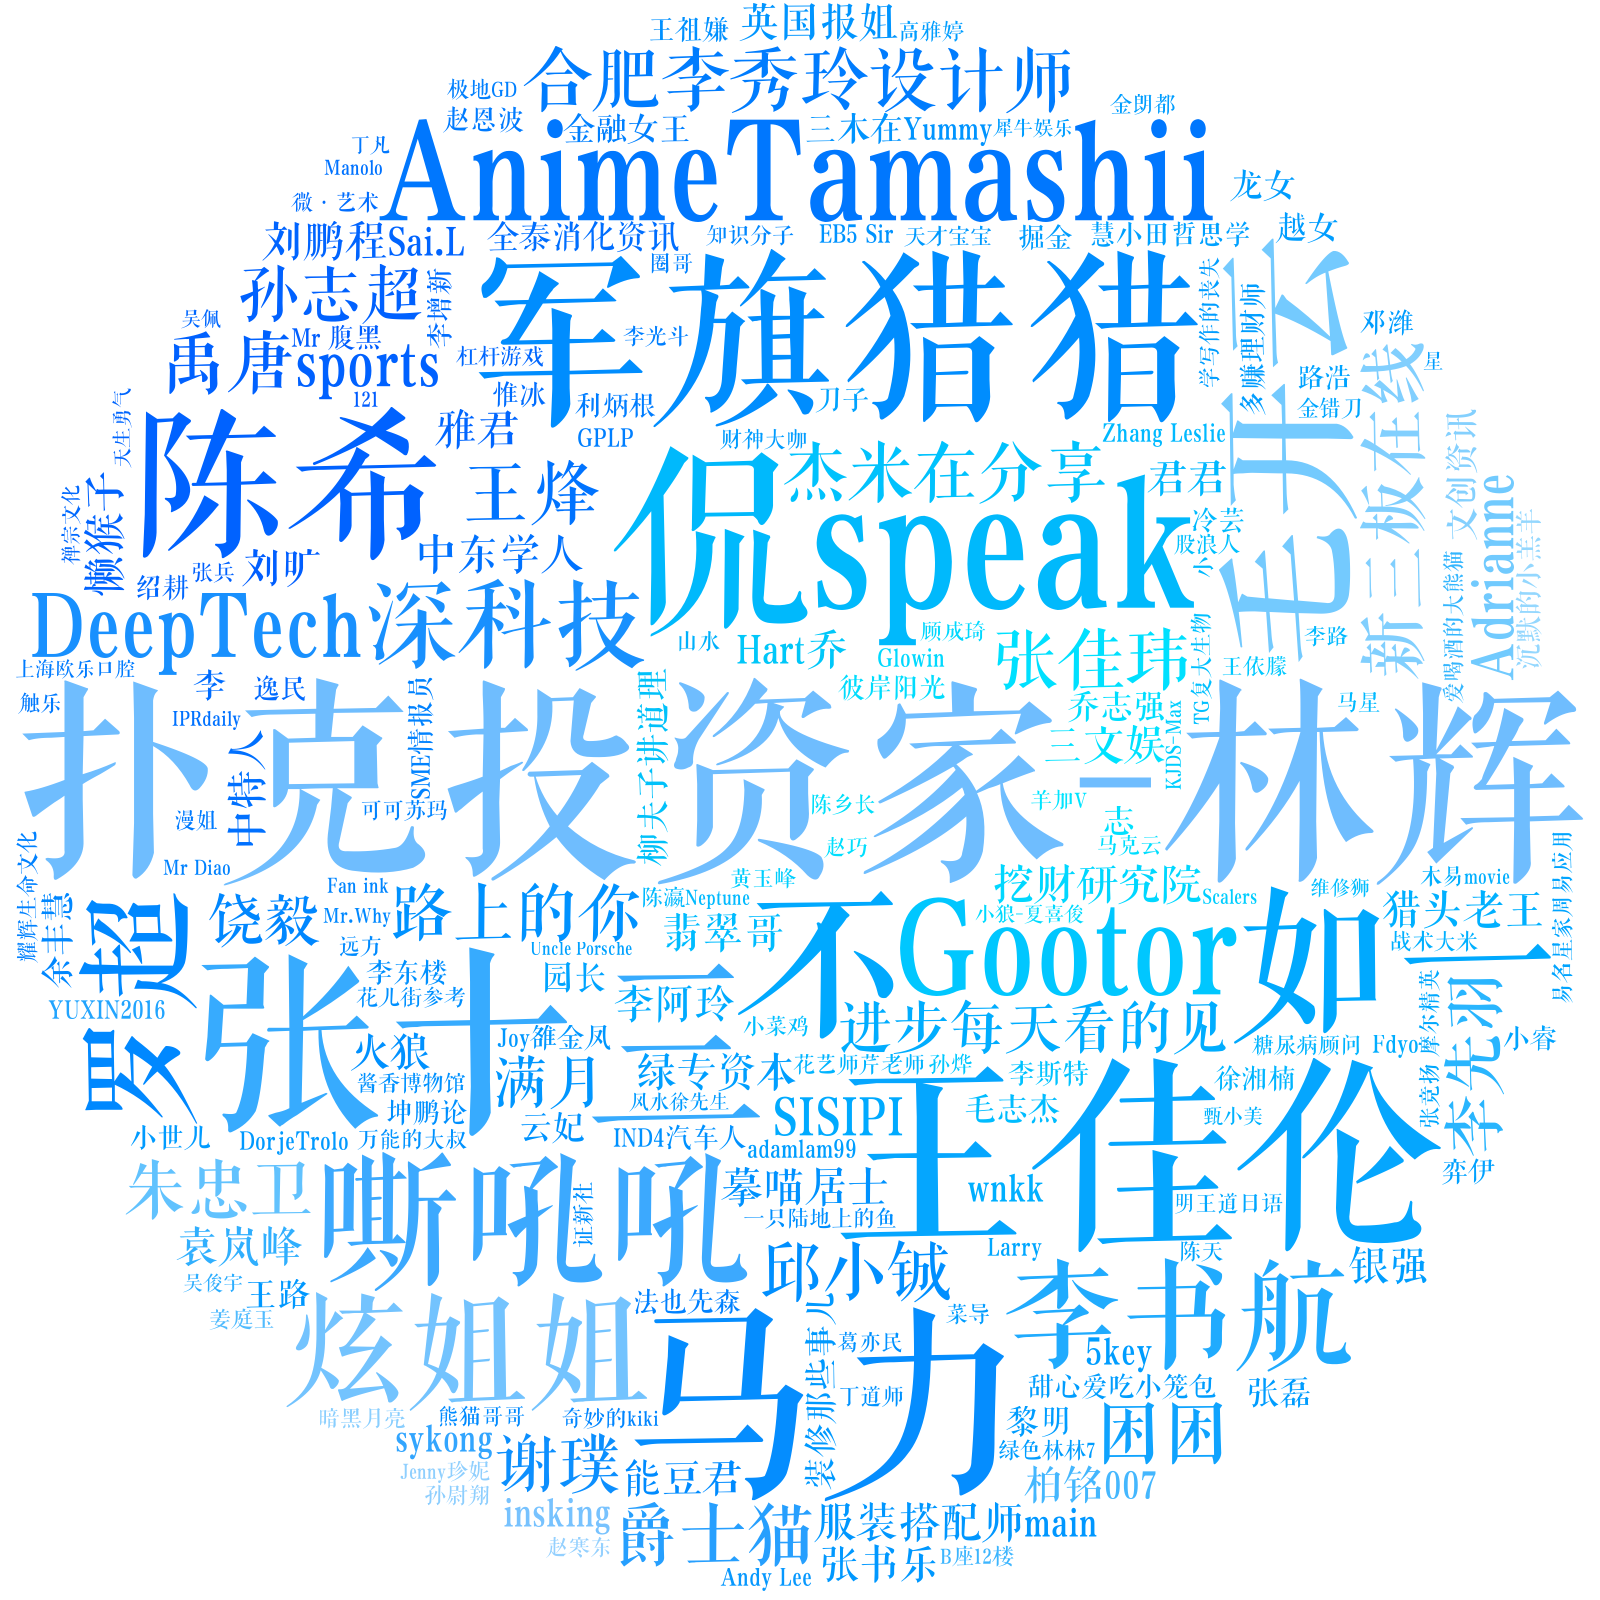 王祖嫌
英国报姐
高雅婷
合肥李秀玲设计师
极地GD
赵恩波
金融女王
三木在Yummy
犀牛娱乐
金朗都
丁凡
Manolo
AnimeTamashii
微·艺术
龙女
越女
刘鹏程Sai.L
全泰消化资讯
知识分子
EB5 Sir
天才宝宝
掘金
慧小田哲思学
孙志超
李增新
圈哥
军旗猎猎
学写作的丧失
多赚理财师
毛开云
邓潍
吴佩
Mr 腹黑
禹唐sports
杠杆游戏
李光斗
新三板在线
星
路浩
金错刀
121
惟冰
利炳根
刀子
天生勇气
雅君
GPLP
财神大咖
Zhang Leslie
陈希
王烽
侃speak
杰米在分享
君君
文创资讯
Adrianne
懒猴子
禅宗文化
中东学人
冷芸
股浪人
小
沉默的小羔羊
爱喝酒的大熊猫
绍耕
张兵
刘旷
DeepTech深科技
山水
Hart乔
顾成琦
Glowin
张佳玮
TG复大生物
李路
王依朦
上海欧乐口腔
触乐
李
逸民
IPRdaily
SME情报员
柳夫子讲道理
彼岸阳光
乔志强
KJDS-Max
马星
扑克投资家-林辉
三文娱
中特人
漫姐
可可苏玛
陈乡长
羊加V
志
赵巧
马克云
耀辉生命文化
Mr Diao
Fan ink
Mr.Why
黄玉峰
陈瀛Neptune
挖财研究院
Scalers
维修狮
木易movie
易名星家周易应用
余丰慧
罗超
饶毅
路上的你
翡翠哥
不如一
Gootor
小狼-夏喜俊
猎头老王
战术大米
远方
Uncle Porsche
李东楼
花儿街参考
园长
李阿玲
YUXIN2016
张十三
小菜鸡
进步每天看的见
糖尿病顾问
Fdyo
摩尔精英
张竞扬
李先羽
小睿
火狼
Joy雒金凤
酱香博物馆
满月
绿专资本
花艺师芹老师
孙烨
李斯特
徐湘楠
坤鹏论
风水徐先生
SISIPI
毛志杰
甄小美
小世儿
DorjeTrolo
万能的大叔
云妃
IND4汽车人
adamlam99
王佳伦
弈伊
朱忠卫
嘶吼吼
证新社
摹喵居士
wnkk
明王道日语
一只陆地上的鱼
袁岚峰
Larry
陈天
银强
吴俊宇
王路
邱小铖
李书航
姜庭玉
法也先森
装修那些事儿
菜导
葛亦民
炫姐姐
马力
5key
丁道师
甜心爱吃小笼包
张磊
暗黑月亮
熊猫哥哥
奇妙的kiki
黎明
困困
sykong
谢璞
能豆君
绿色林林7
Jenny珍妮
孙尉翔
柏铭007
insking
爵士猫
服装搭配师main
赵寒东
张书乐
B座12楼
Andy Lee